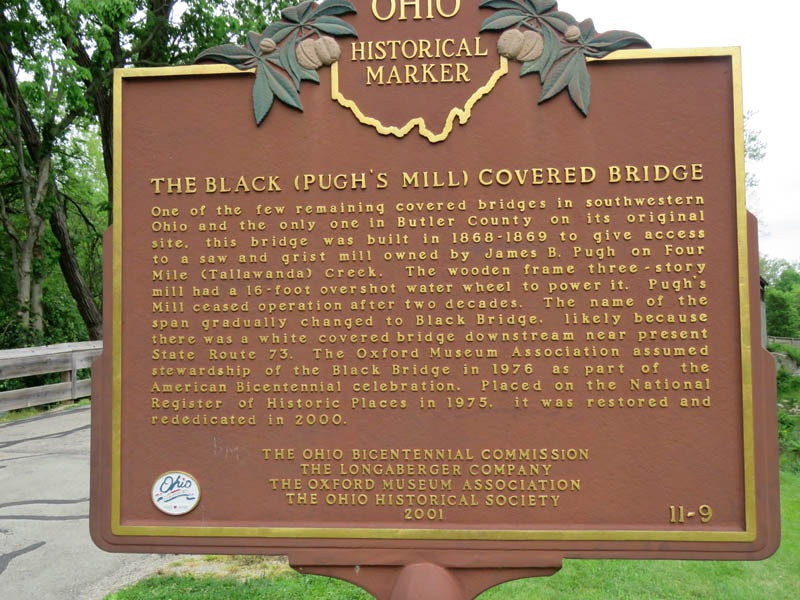 OHIO
HISTORICAL
MARKER
THE BLACK (PUGH'S MILL) COVERED BRIDGE
One of the few remaining covered bridges in southwestern
Ohio and the only one in Butler County on its original
site, this bridge was built in 1868-1869 to give access
to a saw and grist mill owned by James B. Pugh on Four
Mile (Tallawanda) Creek. The wooden frame three-story
mill had a 16-foot overshot water wheel to power it. Pugh's
Mill ceased operation after two decades. The name of the
span gradually changed to Black Bridge, likely because
there was a white covered bridge downstream near present
State Route 73. The Oxford Museum Association assumed
stewardship of the Black Bridge in 1976 as part of the
American Bicentennial celebration. Placed on the National
Register of Historic Places in 1975, it was restored and
rededicated in 2000.
THE OHIO BICENTENNIAL COMMISSION
THE LONGABERGER COMPANY
THE OXFORD MUSEUM ASSOCIATION
THE OHIO HISTORICAL SOCIETY
2001
11-9
Ohio